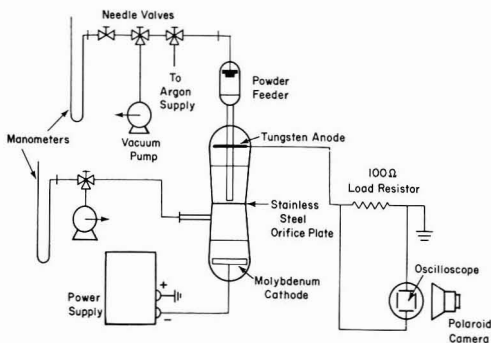 Needle Valves
To
Argon
Supply
Powder
Feeder
Manometers
Vacuum
Pump
Tungsten Anode
100Ω
Load Resistor
Stainless
Steel
Orifice Plate
Oscilloscope
Molybdenum
Cathode
Power
Supply
+
−
Polaroid
Camera